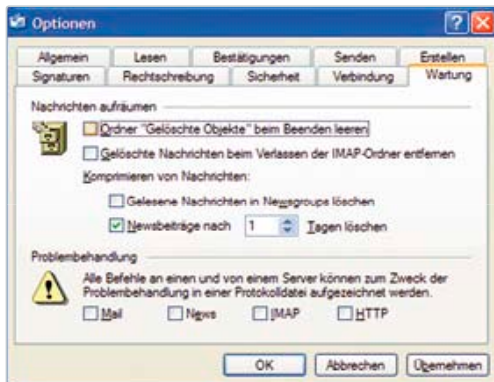 Optionen
Allgemein Lesen Bestätigungen Senden Erstellen
Signaturen Rechtschreibung Sicherheit Verbindung Wartung
Nachrichten aufräumen
Ordner "Gelöschte Objekte" beim Beenden leeren
Gelöschte Nachrichten beim Verlassen der IMAP-Ordner entfernen
Komprimieren von Nachrichten:
Gelesene Nachrichten in Newsgroups löschen
Newsbeiträge nach 1 Tagen löschen
Problembehandlung
Alle Befehle an einen und von einem Server können zum Zweck der
Problembehandlung in einer Protokolldatei aufgezeichnet werden.
Mail News IMAP HTTP
OK Abbrechen Übernehmen